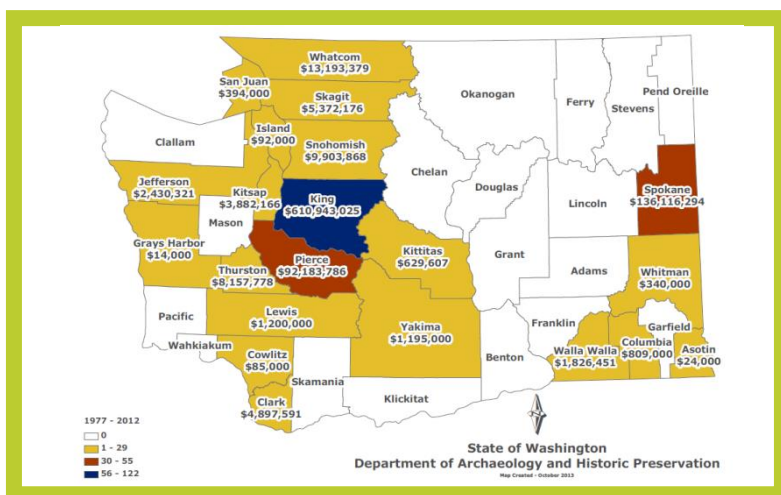 Whatcom
$13,193,379
San Juan
$394,000
Skagit
$5,372,176
Okanogan
Ferry
Stevens
Pend Oreille
Island
$92,000
Clallam
Snohomish
$9,903,868
Chelan
Jefferson
$2,430,321
Kitsap
$3,882,166
King
$610,943,025
Douglas
Lincoln
Spokane
$136,116,294
Mason
Grays Harbor
$14,000
Grant
Pierce
$92,183,786
Kittitas
$629,607
Adams
Whitman
$340,000
Thurston
$8,157,778
Pacific
Lewis
$1,200,000
Yakima
$1,195,000
Franklin
Garfield
Wahkiakum
Cowlitz
$85,000
Benton
Walla Walla
$1,826,451
Columbia
$809,000
Asotin
$24,000
Skamania
Clark
$4,897,591
Klickitat
1977 - 2012
0
1 - 29
30 - 55
56 - 122
State of Washington
Department of Archaeology and Historic Preservation
Map Created - October 2013